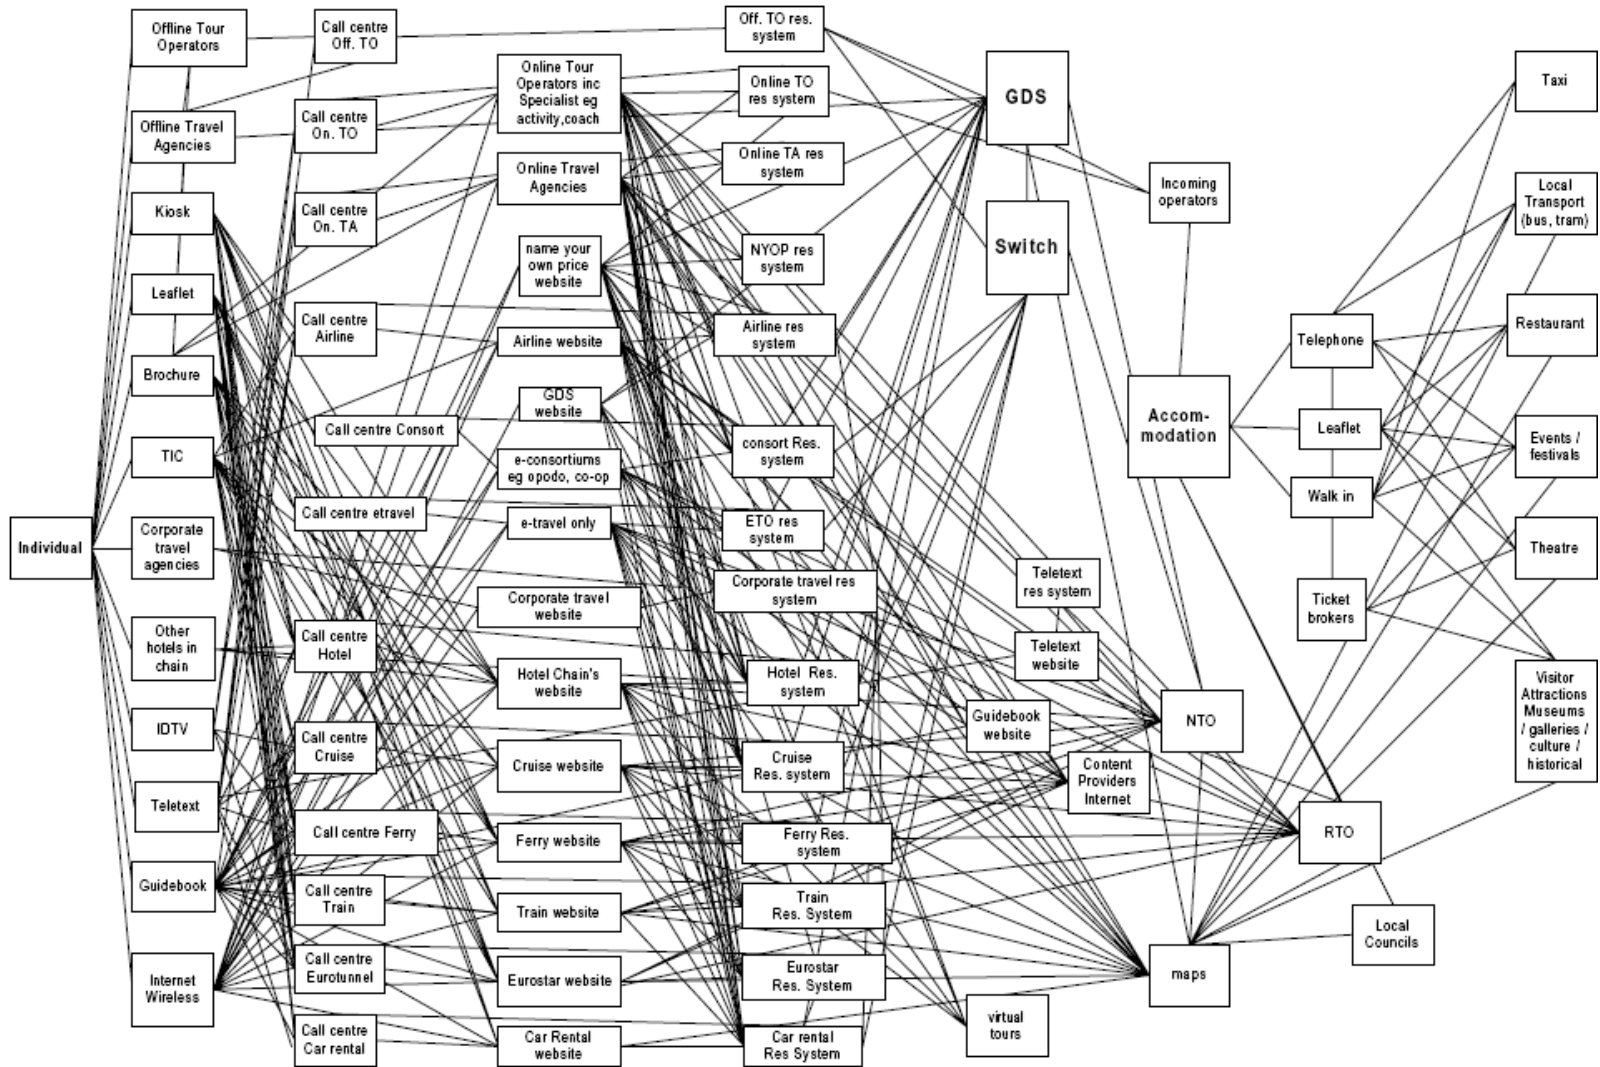 Offline Tour
Operators
Offline Travel
Agencies
Kiosk
Leaflet
Brochure
TIC
Individual
Corporate
travel
agencies
Other
hotels in
chain
IDTV
Teletext
Guidebook
Internet
Wireless
Call centre
Off. TO
Call centre
On. TO
Call centre
On. TA
Call centre
Airline
Call centre Consort
Call centre etravel
Call centre
Hotel
Call centre
Cruise
Call centre Ferry
Call centre
Train
Call centre
Eurotunnel
Call centre
Car rental
Online Tour
Operators inc
Specialist eg
activity,coach
Online Travel
Agencies
name your
own price
website
Airline website
GDS
website
e-consortiums
eg opodo, co-op
e-travel only
Corporate travel
website
Hotel Chain's
website
Cruise website
Ferry website
Train website
Eurostar website
Car Rental
website
Off. TO res.
system
Online TO
res system
Online TA res
system
NYOP res
system
Airline res
system
consort Res.
system
ETO res
system
Corporate travel res
system
Hotel Res.
system
Cruise
Res. system
Ferry Res.
system
Train
Res. System
Eurostar
Res. System
Car rental
Res System
GDS
Switch
Teletext
res system
Teletext
website
Guidebook
website
Content
Providers
Internet
virtual
tours
Incoming
operators
Accom-
modation
NTO
maps
Telephone
Leaflet
Walk in
Ticket
brokers
RTO
Local
Councils
Taxi
Local
Transport
(bus, tram)
Restaurant
Events /
festivals
Theatre
Visitor
Attractions
Museums
/ galleries /
culture /
historical